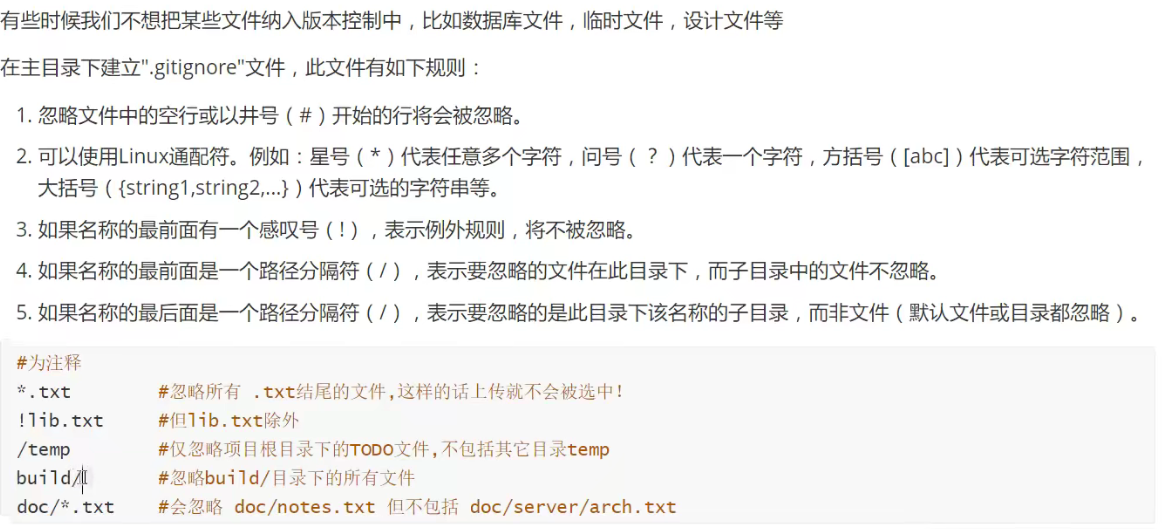 有些时候我们不想把某些文件纳入版本控制中，比如数据库文件，临时文件，设计文件等
在主目录下建立".gitignore"文件，此文件有如下规则：
1. 忽略文件中的空行或以井号（#）开始的行将会被忽略。
2. 可以使用Linux通配符。例如：星号（*）代表任意多个字符，问号（？）代表一个字符，方括号（[abc]）代表可选字符范围，
大括号（{string1,string2,...}）代表可选的字符串等。
3. 如果名称的最前面有一个感叹号（!），表示例外规则，将不被忽略。
4. 如果名称的最前面是一个路径分隔符（/），表示要忽略的文件在此目录下，而子目录中的文件不忽略。
5. 如果名称的最后面是一个路径分隔符（/），表示要忽略的是此目录下该名称的子目录，而非文件（默认文件或目录都忽略）。
#为注释
*.txt #忽略所有 .txt结尾的文件,这样的话上传就不会被选中!
!lib.txt #但lib.txt除外
/temp #仅忽略项目根目录下的TODO文件,不包括其它目录temp
build/ #忽略build/目录下的所有文件
doc/*.txt #会忽略 doc/notes.txt 但不包括 doc/server/arch.txt